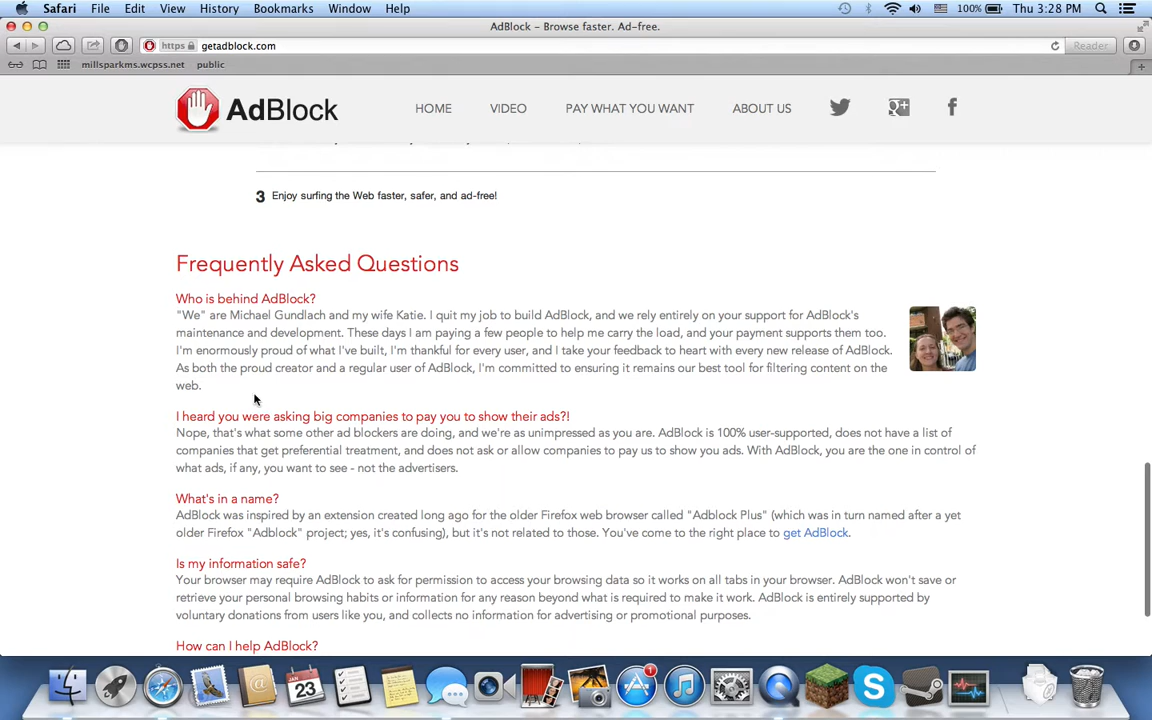 Safari File Edit View History Bookmarks Window Help 100% Thu 3:28 PM
AdBlock – Browse faster. Ad-free.
https getadblock.com Reader
millsparkms.wcpss.net public
AdBlock HOME VIDEO PAY WHAT YOU WANT ABOUT US
3 Enjoy surfing the Web faster, safer, and ad-free!
Frequently Asked Questions
Who is behind AdBlock?
"We" are Michael Gundlach and my wife Katie. I quit my job to build AdBlock, and we rely entirely on your support for AdBlock's
maintenance and development. These days I am paying a few people to help me carry the load, and your payment supports them too.
I'm enormously proud of what I've built, I'm thankful for every user, and I take your feedback to heart with every new release of AdBlock.
As both the proud creator and a regular user of AdBlock, I'm committed to ensuring it remains our best tool for filtering content on the
web.
I heard you were asking big companies to pay you to show their ads?!
Nope, that's what some other ad blockers are doing, and we're as unimpressed as you are. AdBlock is 100% user-supported, does not have a list of
companies that get preferential treatment, and does not ask or allow companies to pay us to show you ads. With AdBlock, you are the one in control of
what ads, if any, you want to see - not the advertisers.
What's in a name?
AdBlock was inspired by an extension created long ago for the older Firefox web browser called "Adblock Plus" (which was in turn named after a yet
older Firefox "Adblock" project; yes, it's confusing), but it's not related to those. You've come to the right place to get AdBlock.
Is my information safe?
Your browser may require AdBlock to ask for permission to access your browsing data so it works on all tabs in your browser. AdBlock won't save or
retrieve your personal browsing habits or information for any reason beyond what is required to make it work. AdBlock is entirely supported by
voluntary donations from users like you, and collects no information for advertising or promotional purposes.
How can I help AdBlock?
23
1